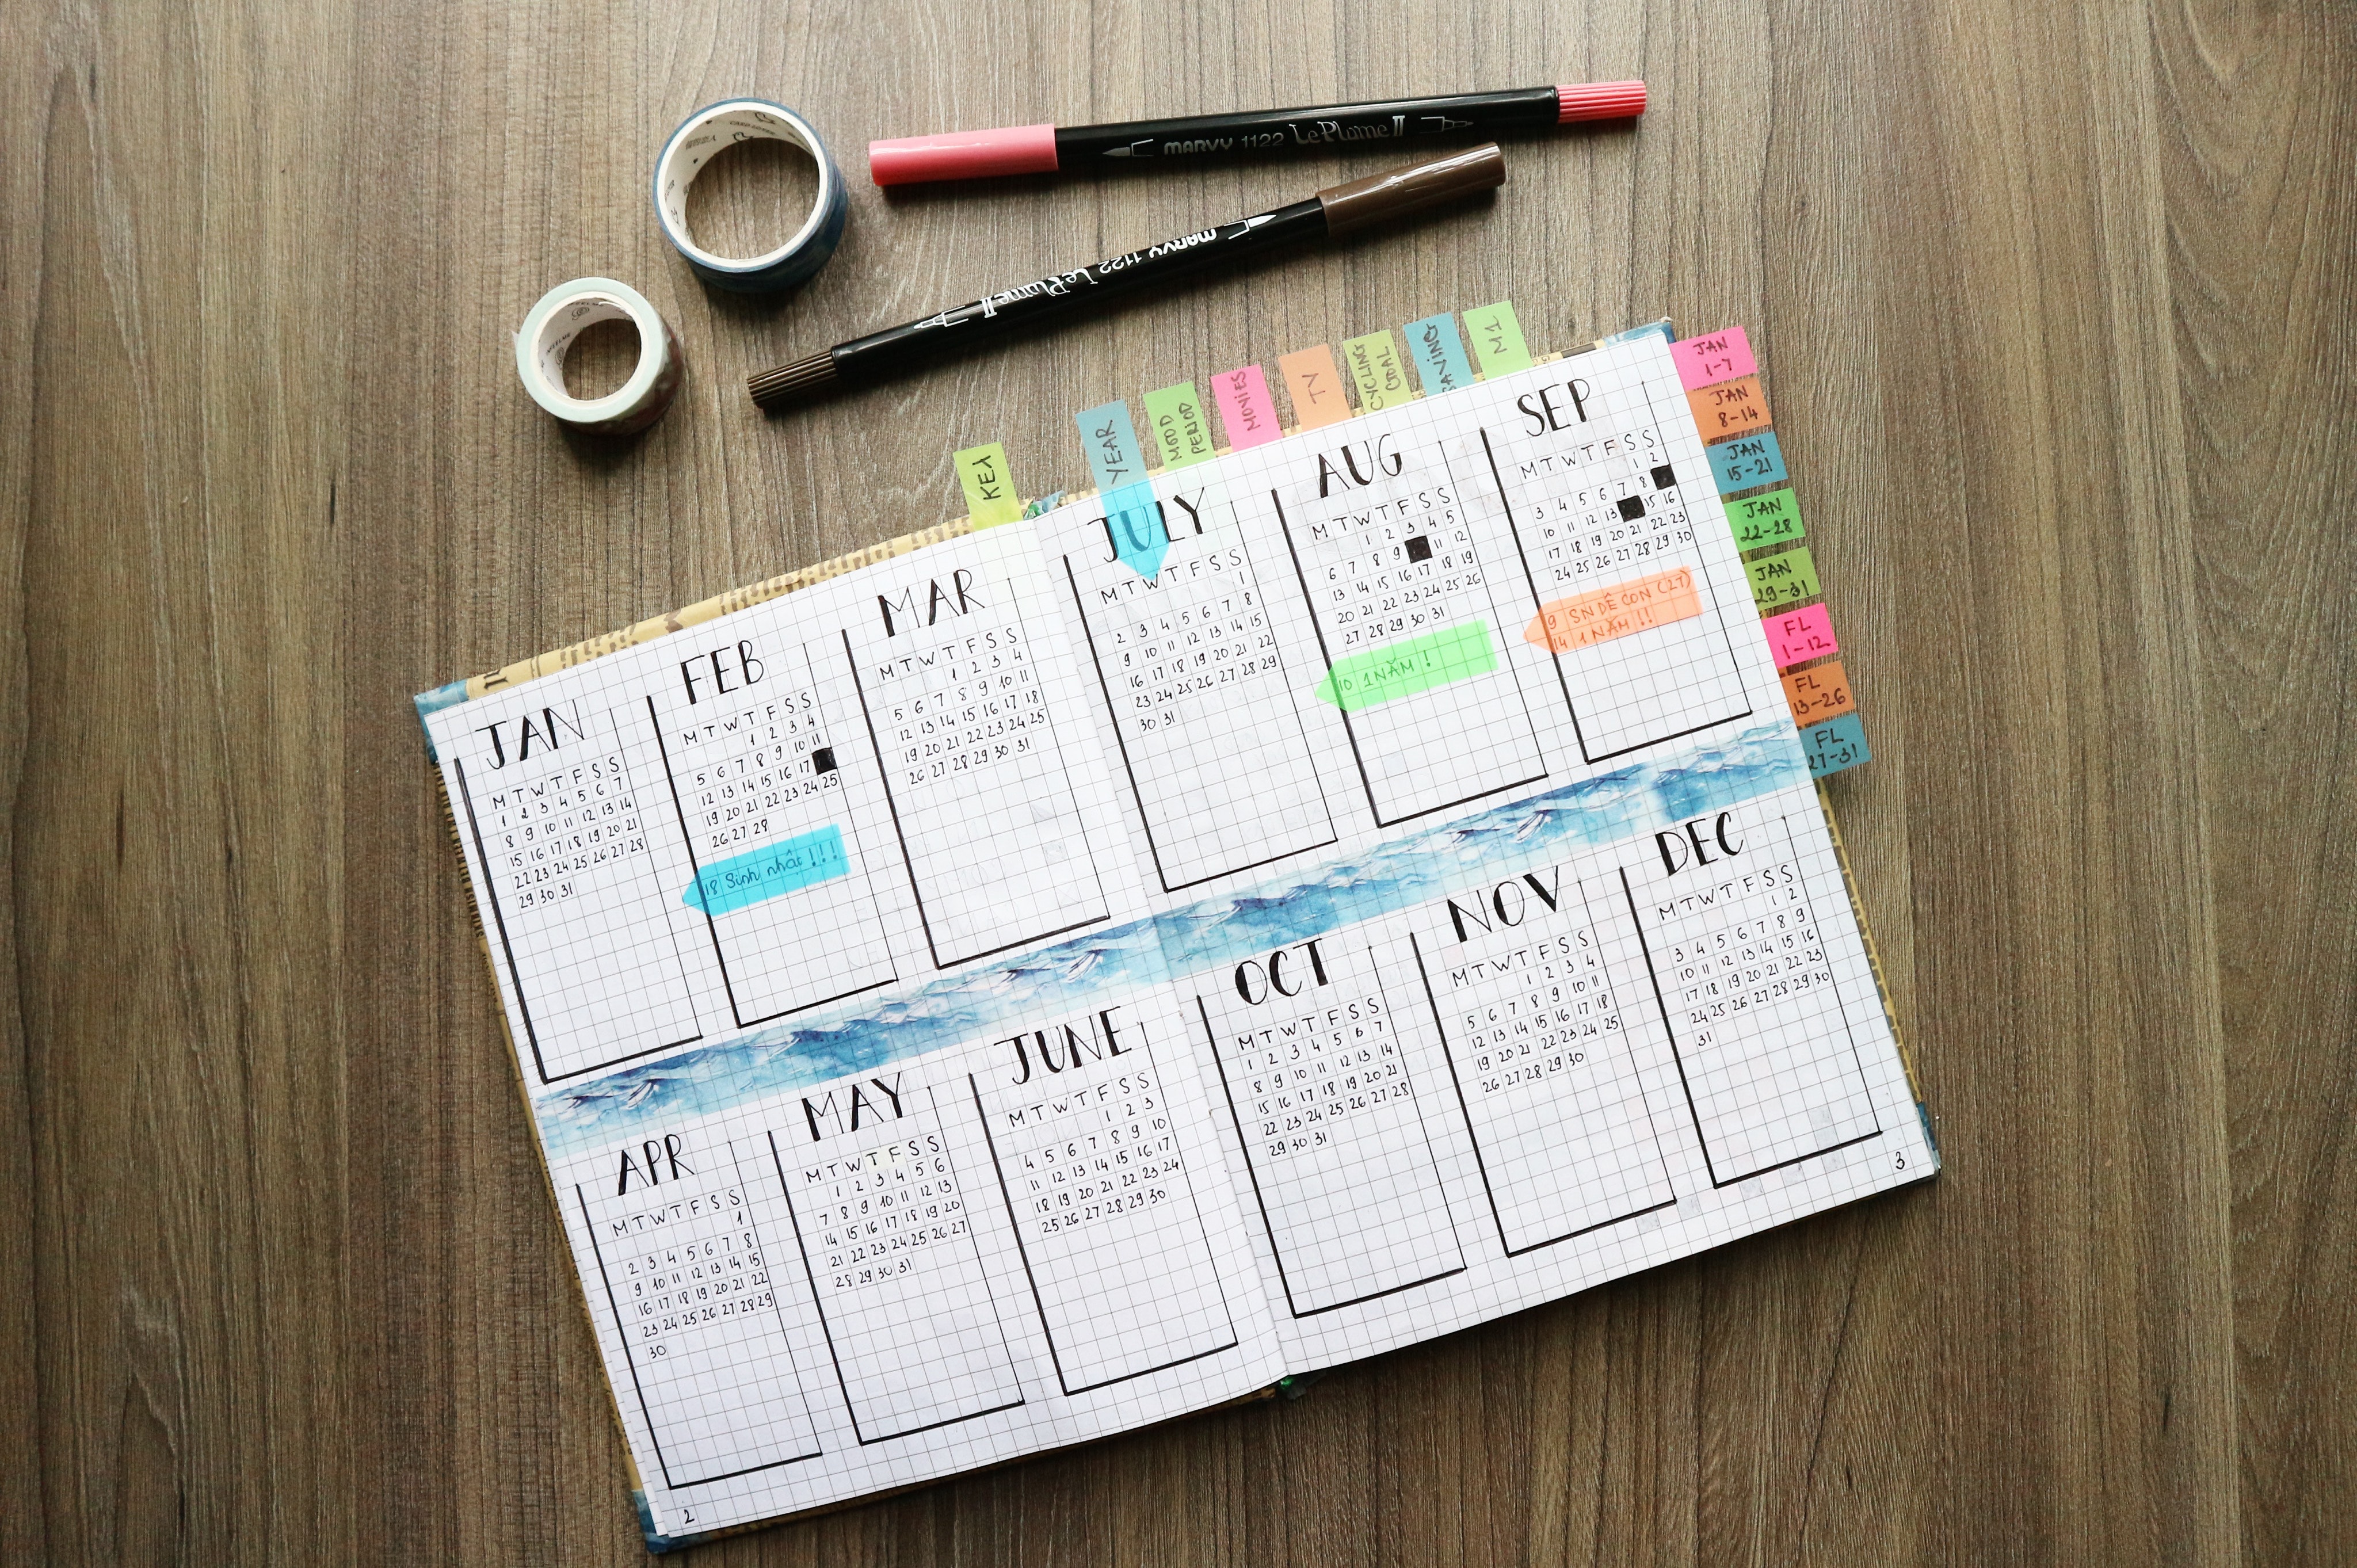 MARVY 1122 Le Plume II
MARVY 1122 Le Plume II
KEY
YEAR
MOOD
PERIOD
MOVIES
TV
CYCLING
GOAL
SAVING
M1
JAN
1-7
JAN
8-14
JAN
15-21
JAN
22-28
JAN
29-31
FL
1-12
FL
13-26
FL
27-31
JAN
M T W T F S S
1 2 3 4 5 6 7
8 9 10 11 12 13 14
15 16 17 18 19 20 21
22 23 24 25 26 27 28
29 30 31
FEB
M T W T F S S
1 2 3 4
5 6 7 8 9 10 11
12 13 14 15 16 17
19 20 21 22 23 24 25
26 27 28
18 Sinh nhật !!!
MAR
M T W T F S S
1 2 3 4
5 6 7 8 9 10 11
12 13 14 15 16 17 18
19 20 21 22 23 24 25
26 27 28 29 30 31
APR
M T W T F S S
1
2 3 4 5 6 7 8
9 10 11 12 13 14 15
16 17 18 19 20 21 22
23 24 25 26 27 28 29
30
MAY
M T W T F S S
1 2 3 4 5 6
7 8 9 10 11 12 13
14 15 16 17 18 19 20
21 22 23 24 25 26 27
28 29 30 31
JUNE
M T W T F S S
1 2 3
4 5 6 7 8 9 10
11 12 13 14 15 16 17
18 19 20 21 22 23 24
25 26 27 28 29 30
2
JULY
M T W T F S S
1
2 3 4 5 6 7 8
9 10 11 12 13 14 15
16 17 18 19 20 21 22
23 24 25 26 27 28 29
30 31
AUG
M T W T F S S
1 2 3 4 5
6 7 8 9 11 12
13 14 15 16 17 18 19
20 21 22 23 24 25 26
27 28 29 30 31
10 1 NĂM !
SEP
M T W T F S S
1 2
3 4 5 6 7 8
10 11 12 13 15 16
17 18 19 20 21 22 23
24 25 26 27 28 29 30
9 SN DÊ CON (27)
14 1 NĂM !!
OCT
M T W T F S S
1 2 3 4 5 6 7
8 9 10 11 12 13 14
15 16 17 18 19 20 21
22 23 24 25 26 27 28
29 30 31
NOV
M T W T F S S
1 2 3 4
5 6 7 8 9 10 11
12 13 14 15 16 17 18
19 20 21 22 23 24 25
26 27 28 29 30
DEC
M T W T F S S
1 2
3 4 5 6 7 8 9
10 11 12 13 14 15 16
17 18 19 20 21 22 23
24 25 26 27 28 29 30
31
3